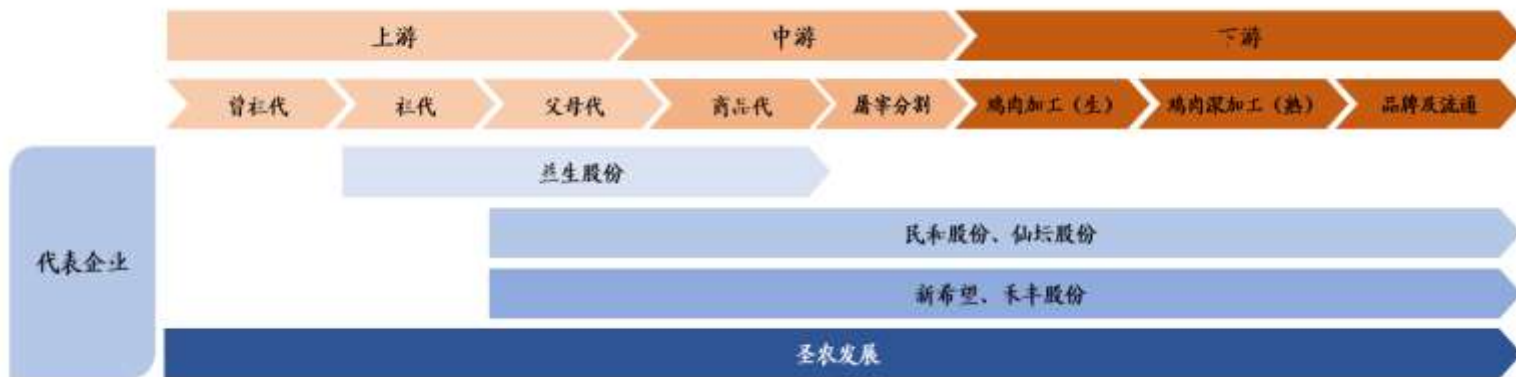 上游 中游 下游
曾祖代 祖代 父母代 商品代 屠宰分割 鸡肉加工（生） 鸡肉深加工（熟） 品牌及流通
益生股份
民和股份、仙坛股份
代表企业
新希望、禾丰股份
圣农发展